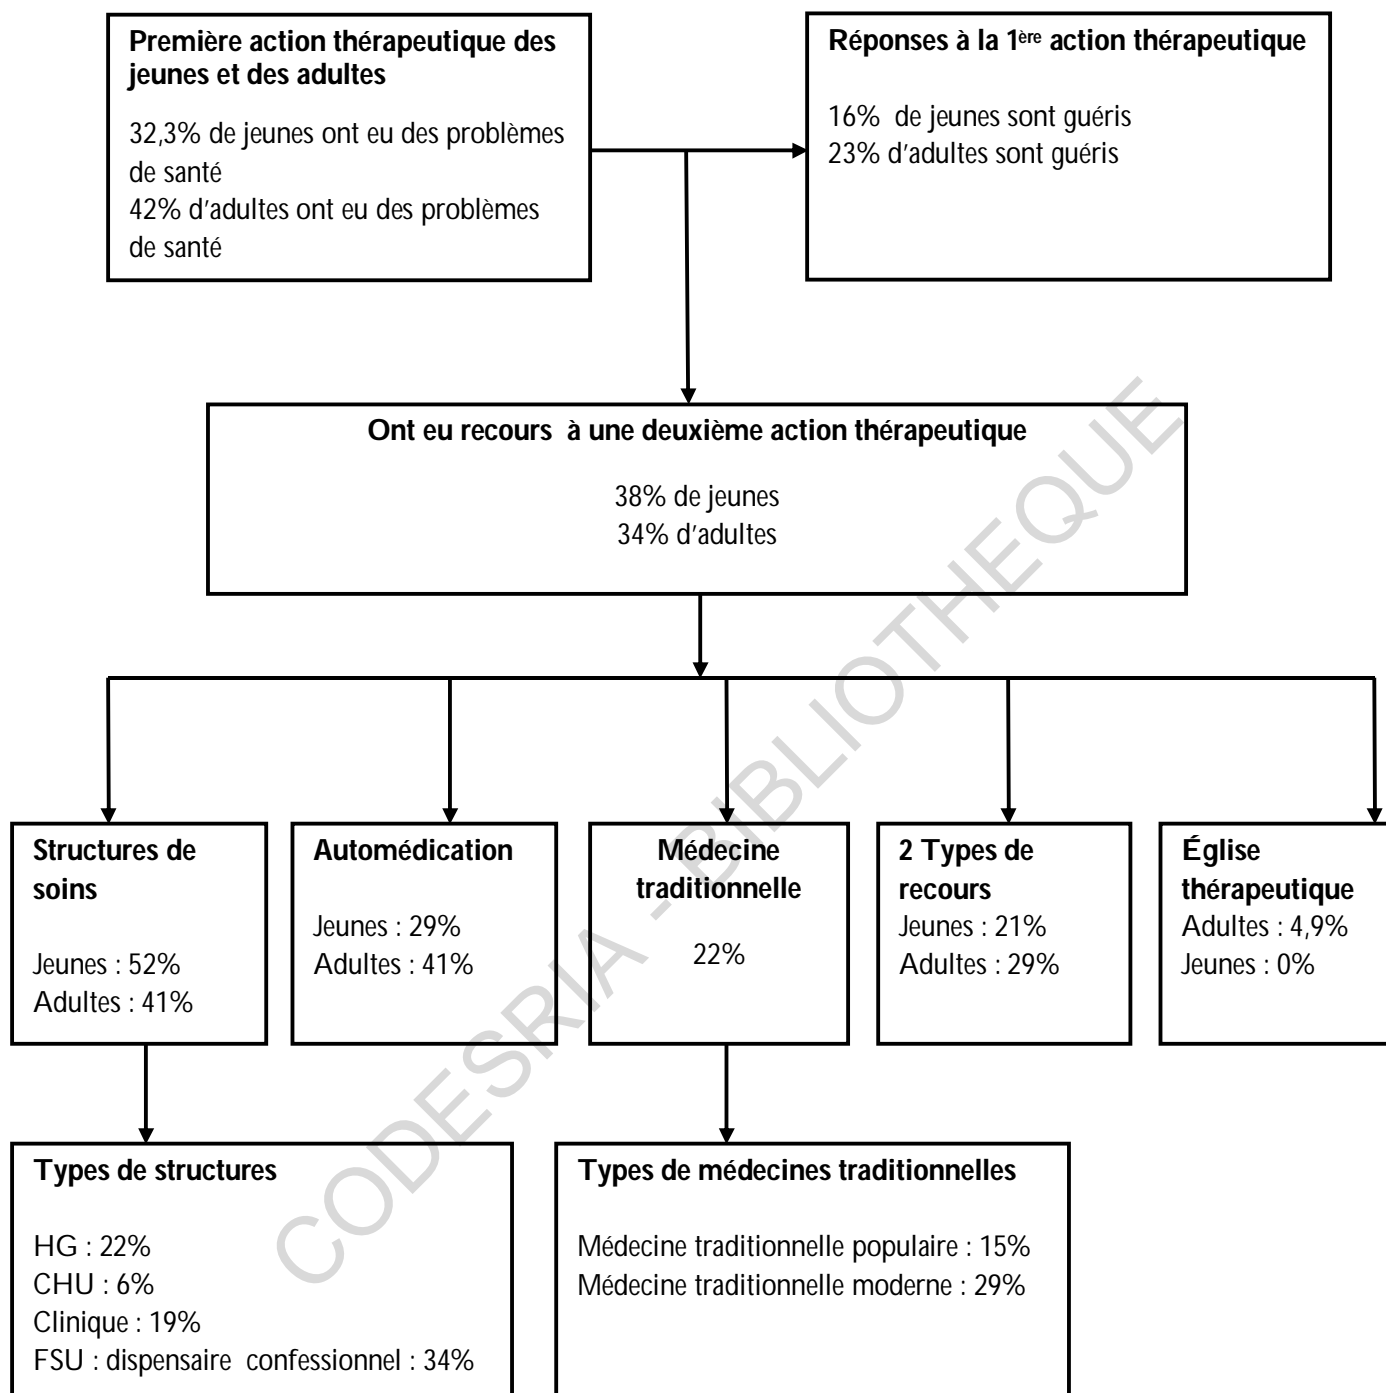 Première action thérapeutique des
jeunes et des adultes
32,3% de jeunes ont eu des problèmes
de santé
42% d'adultes ont eu des problèmes
de santé
Réponses à la 1ère action thérapeutique
16% de jeunes sont guéris
23% d'adultes sont guéris
Ont eu recours à une deuxième action thérapeutique
38% de jeunes
34% d'adultes
Structures de
soins
Jeunes : 52%
Adultes : 41%
Automédication
Jeunes : 29%
Adultes : 41%
Médecine
traditionnelle
22%
2 Types de
recours
Jeunes : 21%
Adultes : 29%
Église
thérapeutique
Adultes : 4,9%
Jeunes : 0%
Types de structures
HG : 22%
CHU : 6%
Clinique : 19%
FSU : dispensaire confessionnel : 34%
Types de médecines traditionnelles
Médecine traditionnelle populaire : 15%
Médecine traditionnelle moderne : 29%
CODESRIA - BIBLIOTHEQUE